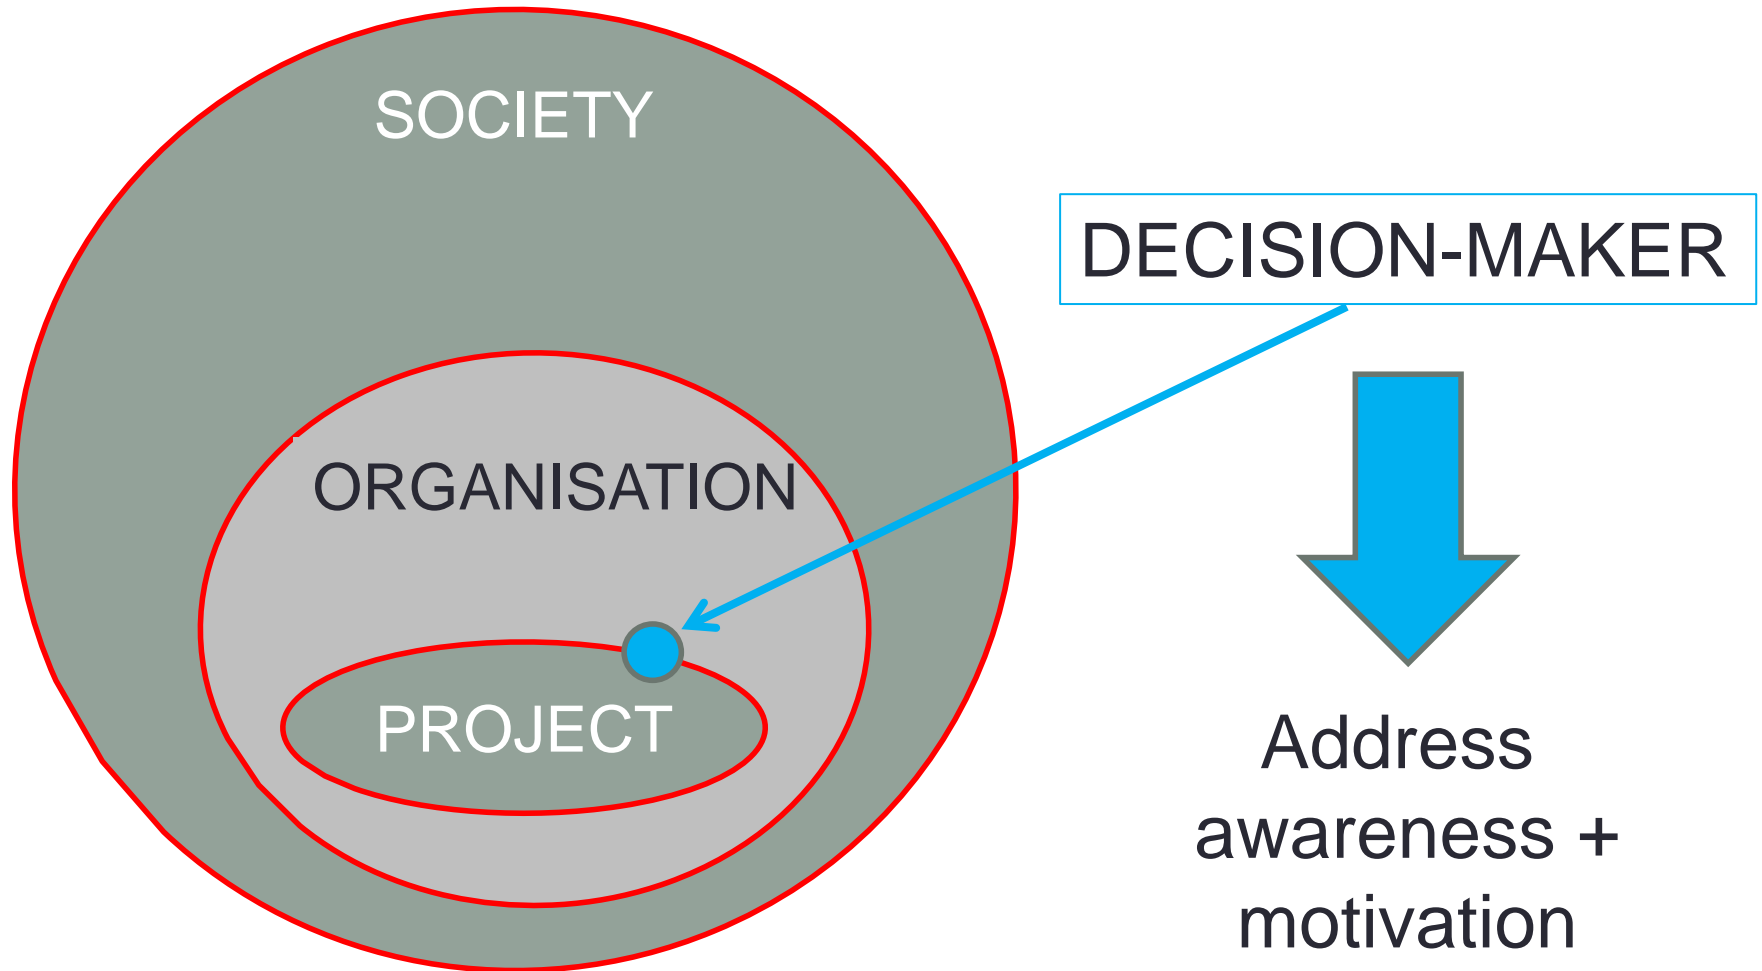 SOCIETY
DECISION-MAKER
ORGANISATION
PROJECT
Address
awareness +
motivation